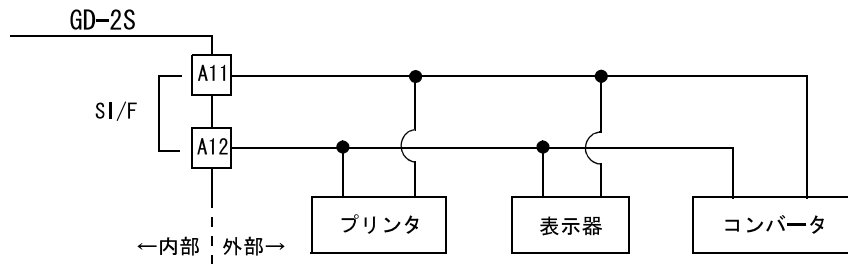 GD-2S
A11
SI/F
A12
プリンタ
表示器
コンバータ
←内部
外部→